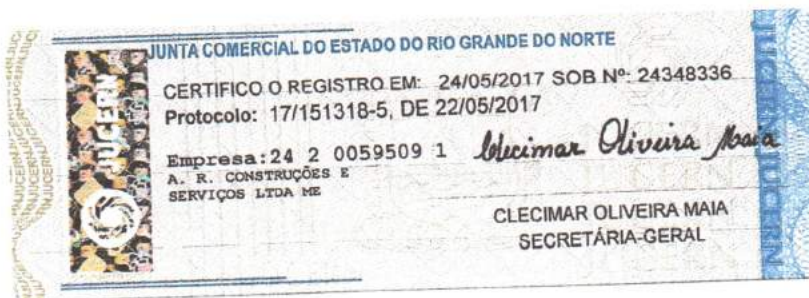 JUNTA COMERCIAL DO ESTADO DO RIO GRANDE DO NORTE
CERTIFICO O REGISTRO EM: 24/05/2017 SOB Nº: 24348336
Protocolo: 17/151318-5, DE 22/05/2017
Empresa:24 2 0059509 1
A. R. CONSTRUÇÕES E
SERVIÇOS LTDA ME
Clecimar Oliveira Maia
CLECIMAR OLIVEIRA MAIA
SECRETÁRIA-GERAL
JUCERN
JUCERN JUCERN